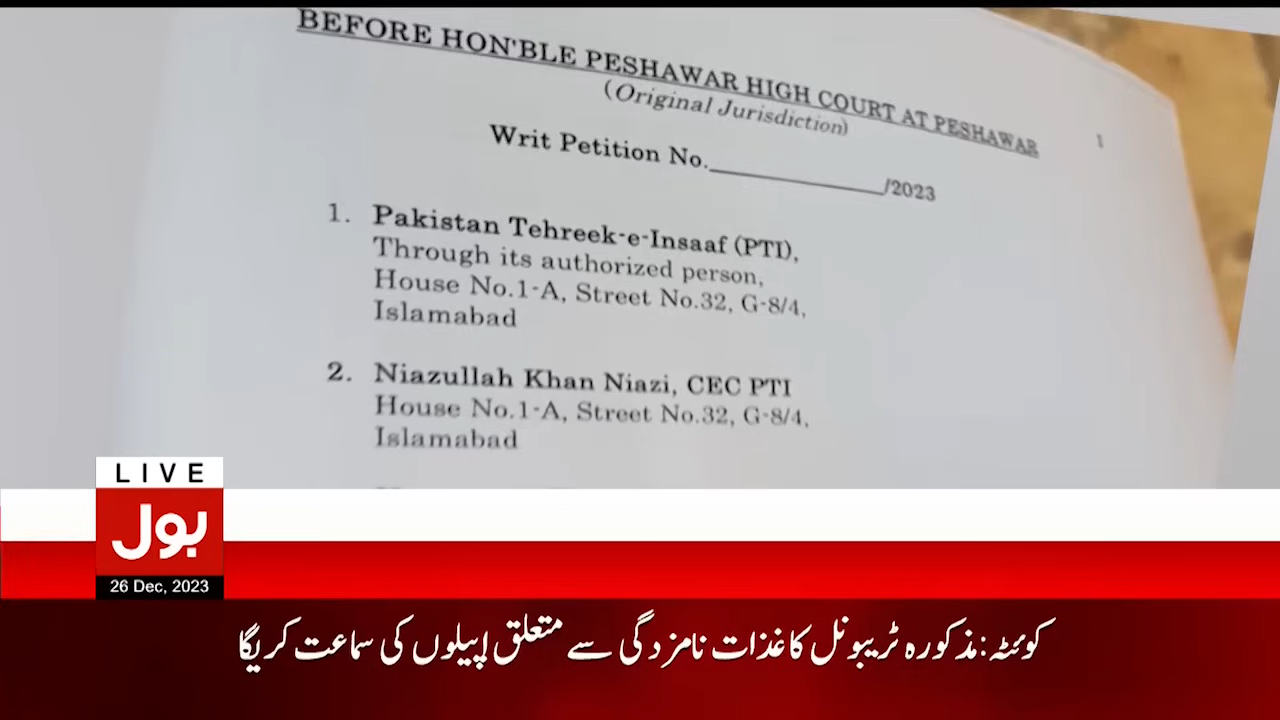 BEFORE HON'BLE PESHAWAR HIGH COURT AT PESHAWAR
(Original Jurisdiction)
1
Writ Petition No.____________/2023
1. Pakistan Tehreek-e-Insaaf (PTI),
Through its authorized person,
House No.1-A, Street No.32, G-8/4,
Islamabad
2. Niazullah Khan Niazi, CEC PTI
House No.1-A, Street No.32, G-8/4,
Islamabad
LIVE
بول
26 Dec, 2023
کوئٹہ: مذکورہ ٹریبونل کاغذات نامزدگی سے متعلق اپیلوں کی سماعت کریگا